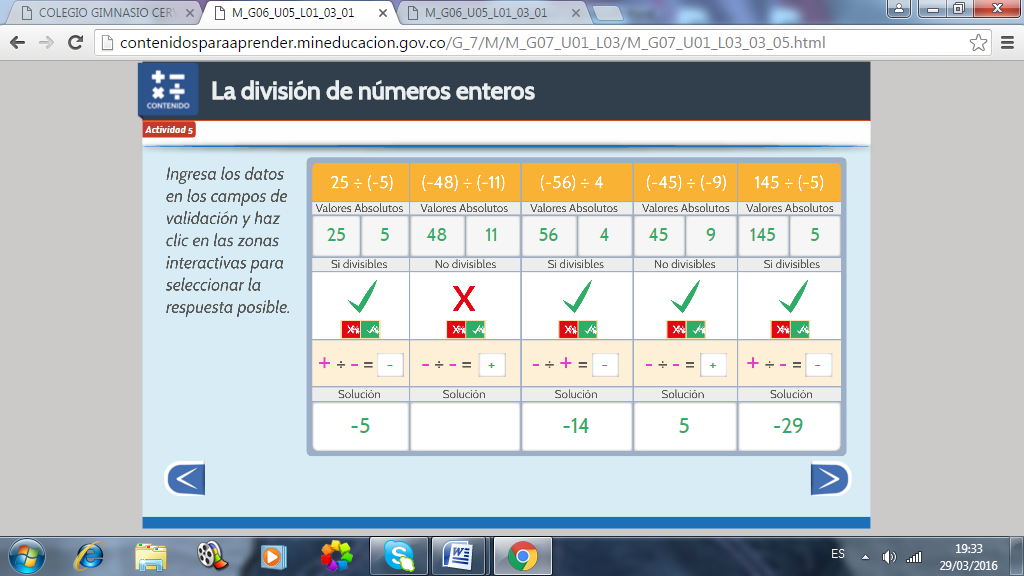 COLEGIO GIMNASIO CER
M_G06_U05_L01_03_01
M_G06_U05_L01_03_01
contenidosparaaprender.mineducacion.gov.co/G_7/M/M_G07_U01_L03/M_G07_U01_L03_03_05.html
CONTENIDO
La división de números enteros
Actividad 5
Ingresa los datos
en los campos de
validación y haz
clic en las zonas
interactivas para
seleccionar la
respuesta posible.
25 ÷ (-5) (-48) ÷ (-11) (-56) ÷ 4 (-45) ÷ (-9) 145 ÷ (-5)
Valores Absolutos Valores Absolutos Valores Absolutos Valores Absolutos Valores Absolutos
25 5 48 11 56 4 45 9 145 5
Si divisibles No divisibles Si divisibles No divisibles Si divisibles
X
+ ÷ - = - - ÷ - = + - ÷ + = - - ÷ - = + + ÷ - = -
Solución Solución Solución Solución Solución
-5 -14 5 -29
< >
ES
19:33
29/03/2016